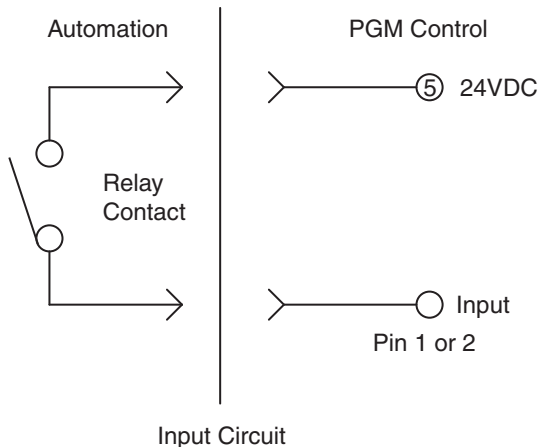 Automation
PGM Control
5 24VDC
Relay
Contact
Input
Pin 1 or 2
Input Circuit